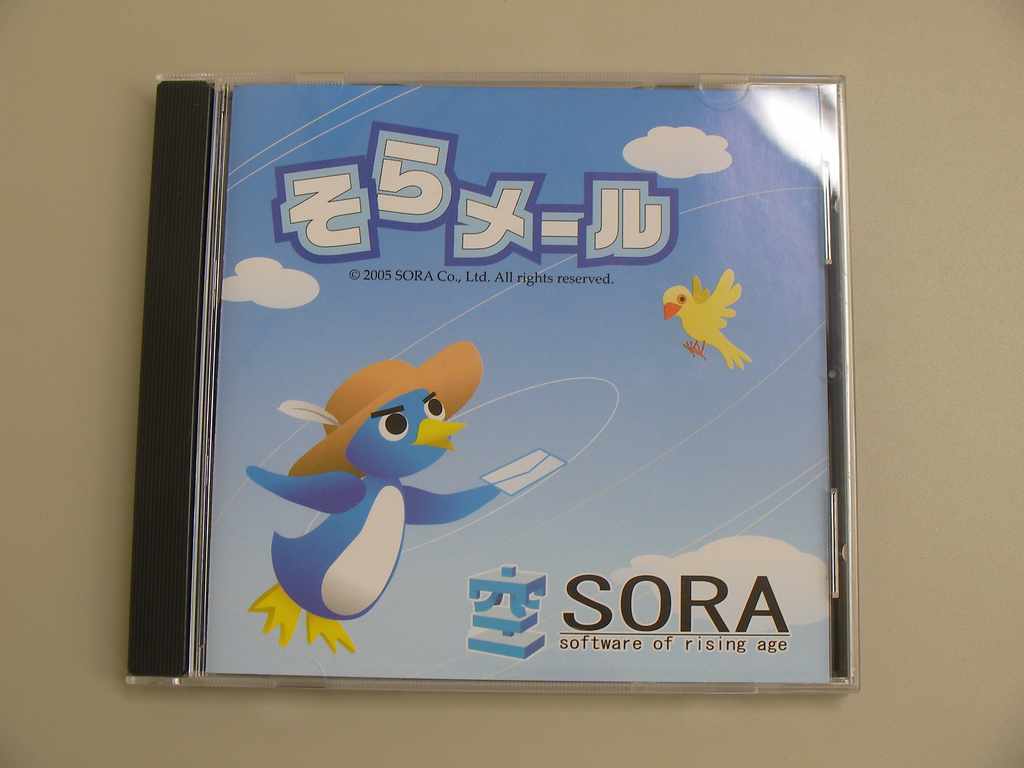 そらメール
© 2005 SORA Co., Ltd. All rights reserved.
空 SORA
software of rising age